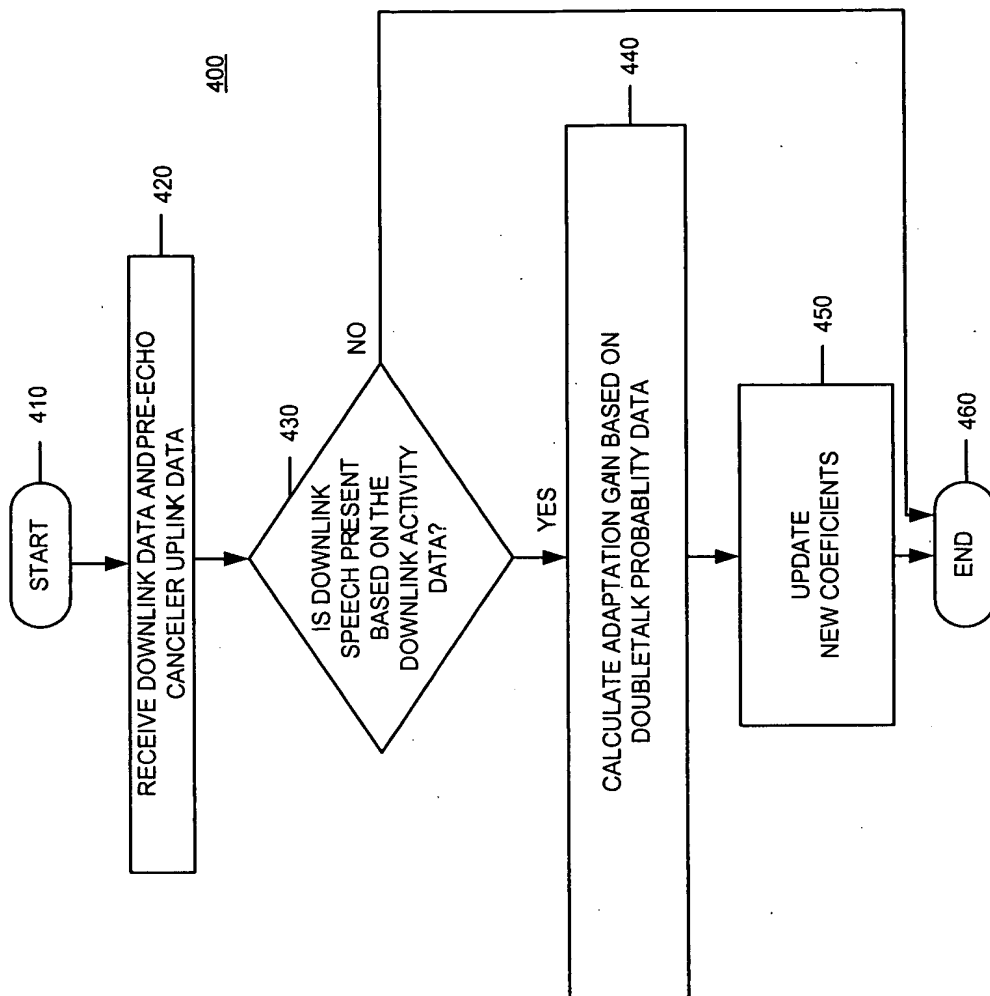 400
START
410
RECEIVE DOWNLINK DATA ANDPRE-ECHO
CANCELER UPLINK DATA
420
IS DOWNLINK
SPEECH PRESENT
BASED ON THE
DOWNLINK ACTIVITY
DATA?
430
NO
YES
CALCULATE ADAPTATION GAIN BASED ON
DOUBLETALK PROBABLITY DATA
440
UPDATE
NEW COEFICIENTS
450
END
460